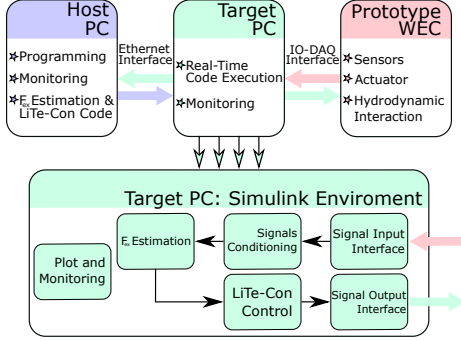 Host
PC
☆Programming
☆Monitoring
☆Fex Estimation &
LiTe-Con Code
Ethernet
Interface
Target
PC
☆Real-Time
Code Execution
☆Monitoring
IO-DAQ
Interface
Prototype
WEC
☆Sensors
☆Actuator
☆Hydrodynamic
Interaction
Target PC: Simulink Enviroment
Plot and
Monitoring
Fex Estimation
Signals
Conditioning
Signal Input
Interface
LiTe-Con
Control
Signal Output
Interface